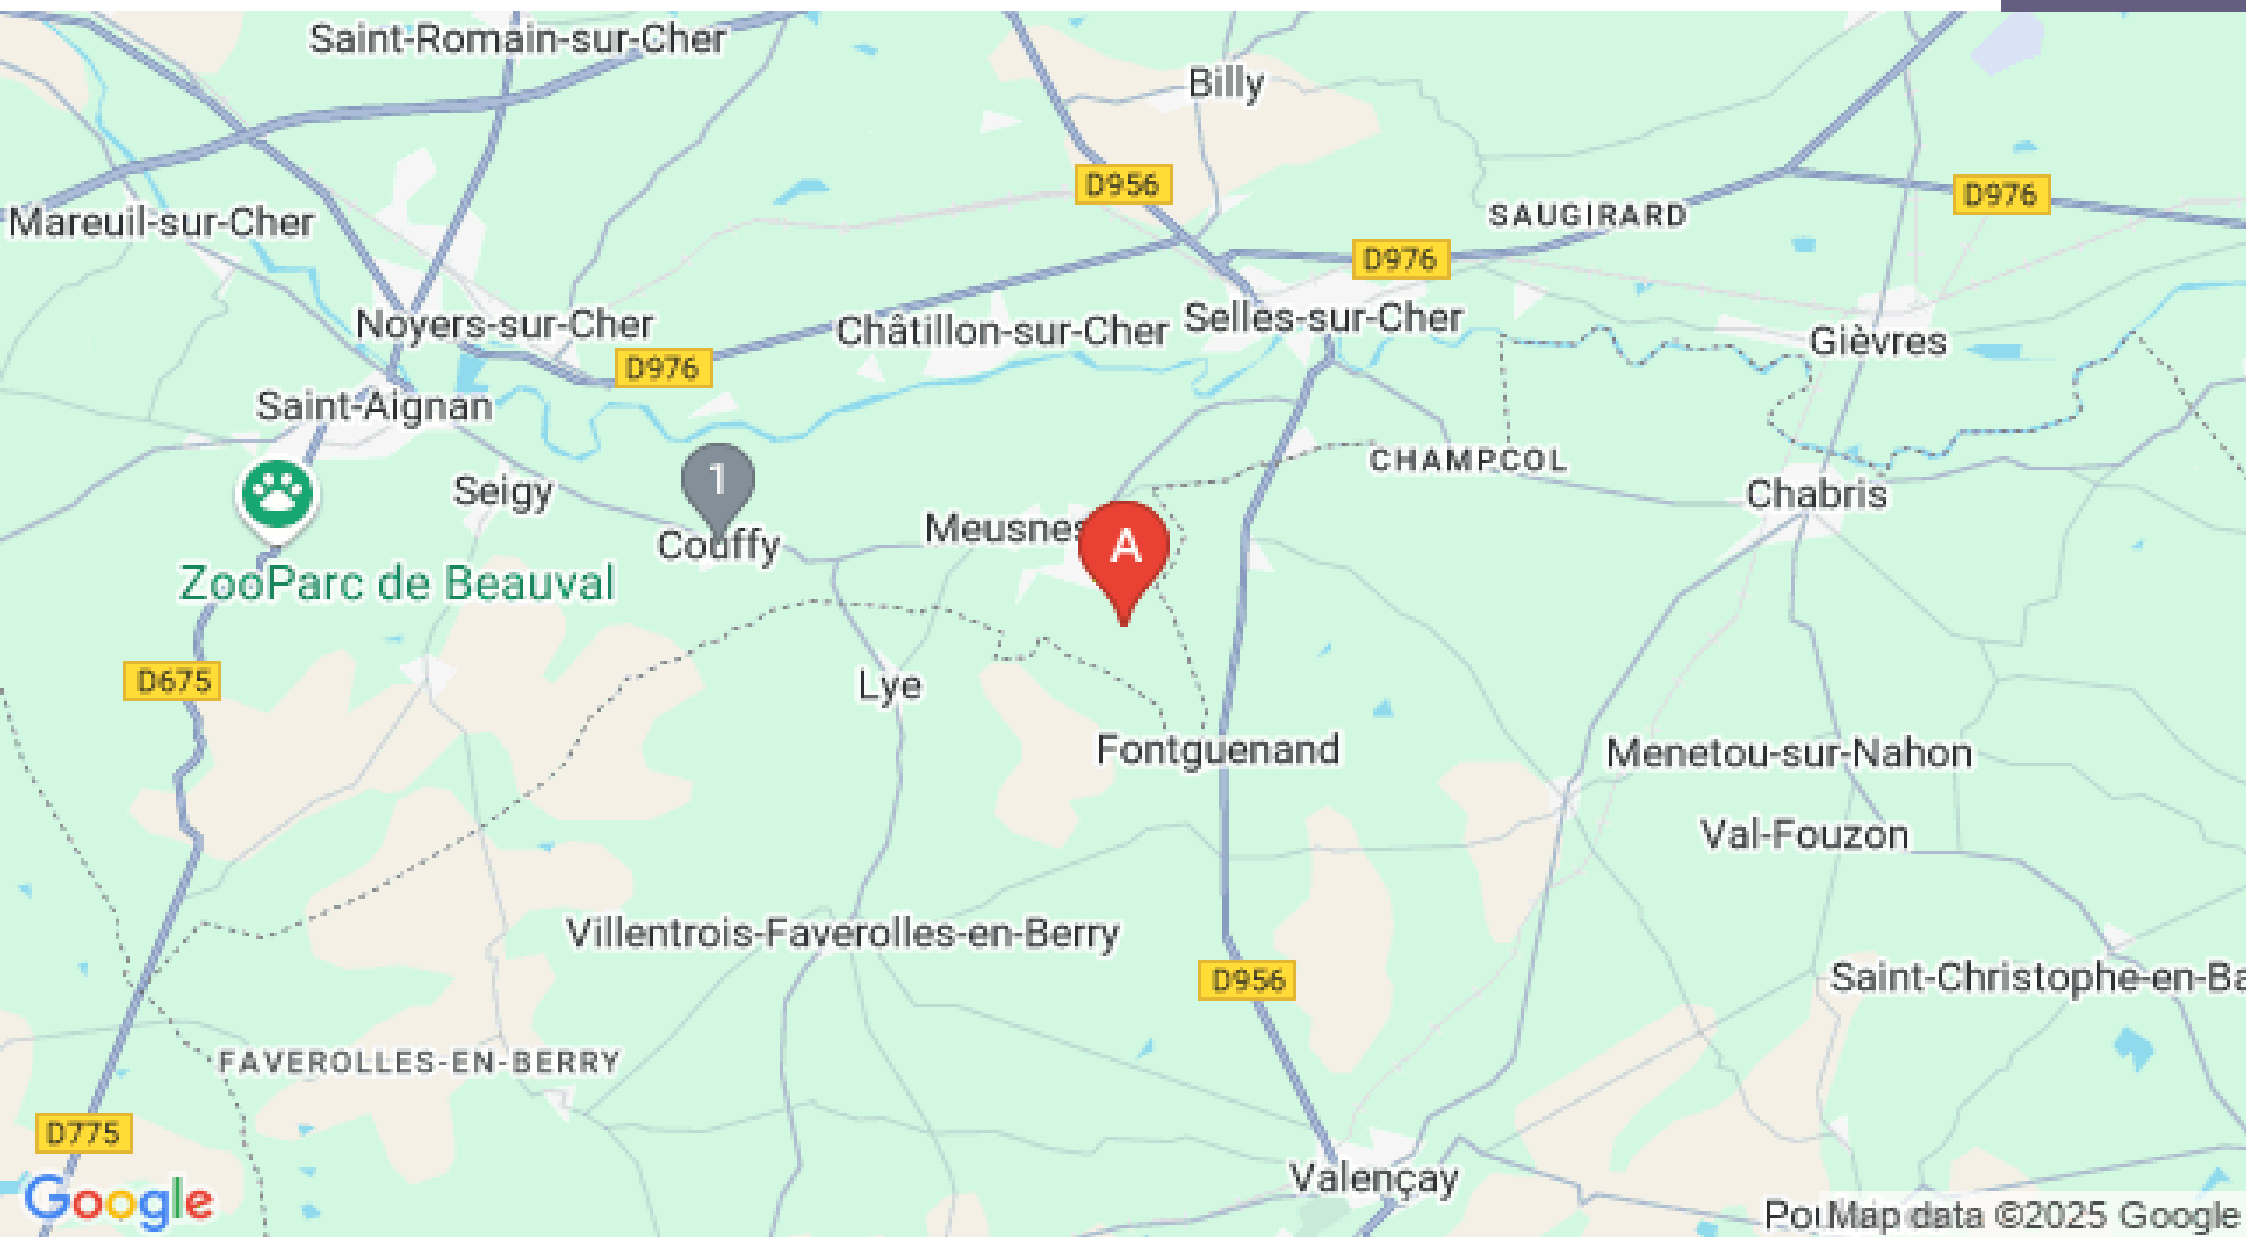 Saint-Romain-sur-Cher
Billy
D956
D976
SAUGIRARD
Mareuil-sur-Cher
D976
Noyers-sur-Cher
Châtillon-sur-Cher
Selles-sur-Cher
Gièvres
D976
Saint-Aignan
CHAMPCOL
1
Seigy
Chabris
Meusnes
Couffy
A
ZooParc de Beauval
D675
Lye
Fontguenand
Menetou-sur-Nahon
Val-Fouzon
Villentrois-Faverolles-en-Berry
D956
Saint-Christophe-en-Ba
FAVEROLLES-EN-BERRY
D775
Valençay
Google
Map data ©2025 Google